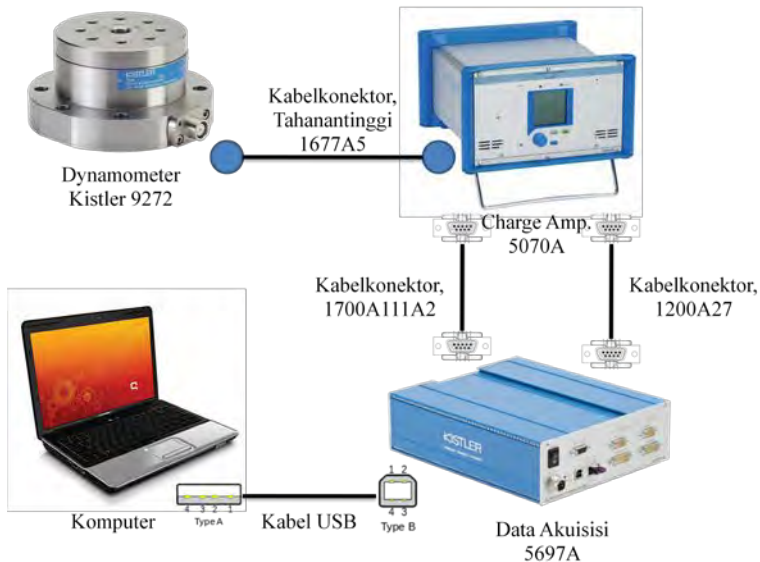 KISTLER
Kabelkonektor,
Tahanantinggi
1677A5
Dynamometer
Kistler 9272
Charge Amp.
5070A
Kabelkonektor,
1700A111A2
Kabelkonektor,
1200A27
KISTLER
Komputer
4 3 2 1
Type A
Kabel USB
1 2
4 3
Type B
Data Akuisisi
5697A